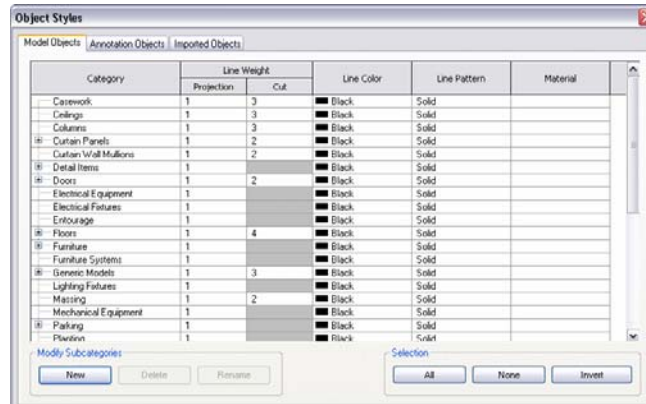 Object Styles
Model Objects Annotation Objects Imported Objects
Category Line Weight Line Color Line Pattern Material
Projection Cut
Casework 1 3 Black Solid
Ceilings 1 3 Black Solid
Columns 1 3 Black Solid
Curtain Panels 1 2 Black Solid
Curtain Wall Mullions 1 2 Black Solid
Detail Items 1 Black Solid
Doors 1 2 Black Solid
Electrical Equipment 1 Black Solid
Electrical Fixtures 1 Black Solid
Entourage 1 Black Solid
Floors 1 4 Black Solid
Furniture 1 Black Solid
Furniture Systems 1 Black Solid
Generic Models 1 3 Black Solid
Lighting Fixtures 1 Black Solid
Massing 1 2 Black Solid
Mechanical Equipment 1 Black Solid
Parking 1 Black Solid
Planting 1 Black Solid
Modify Subcategories Selection
New Delete Rename All None Invert